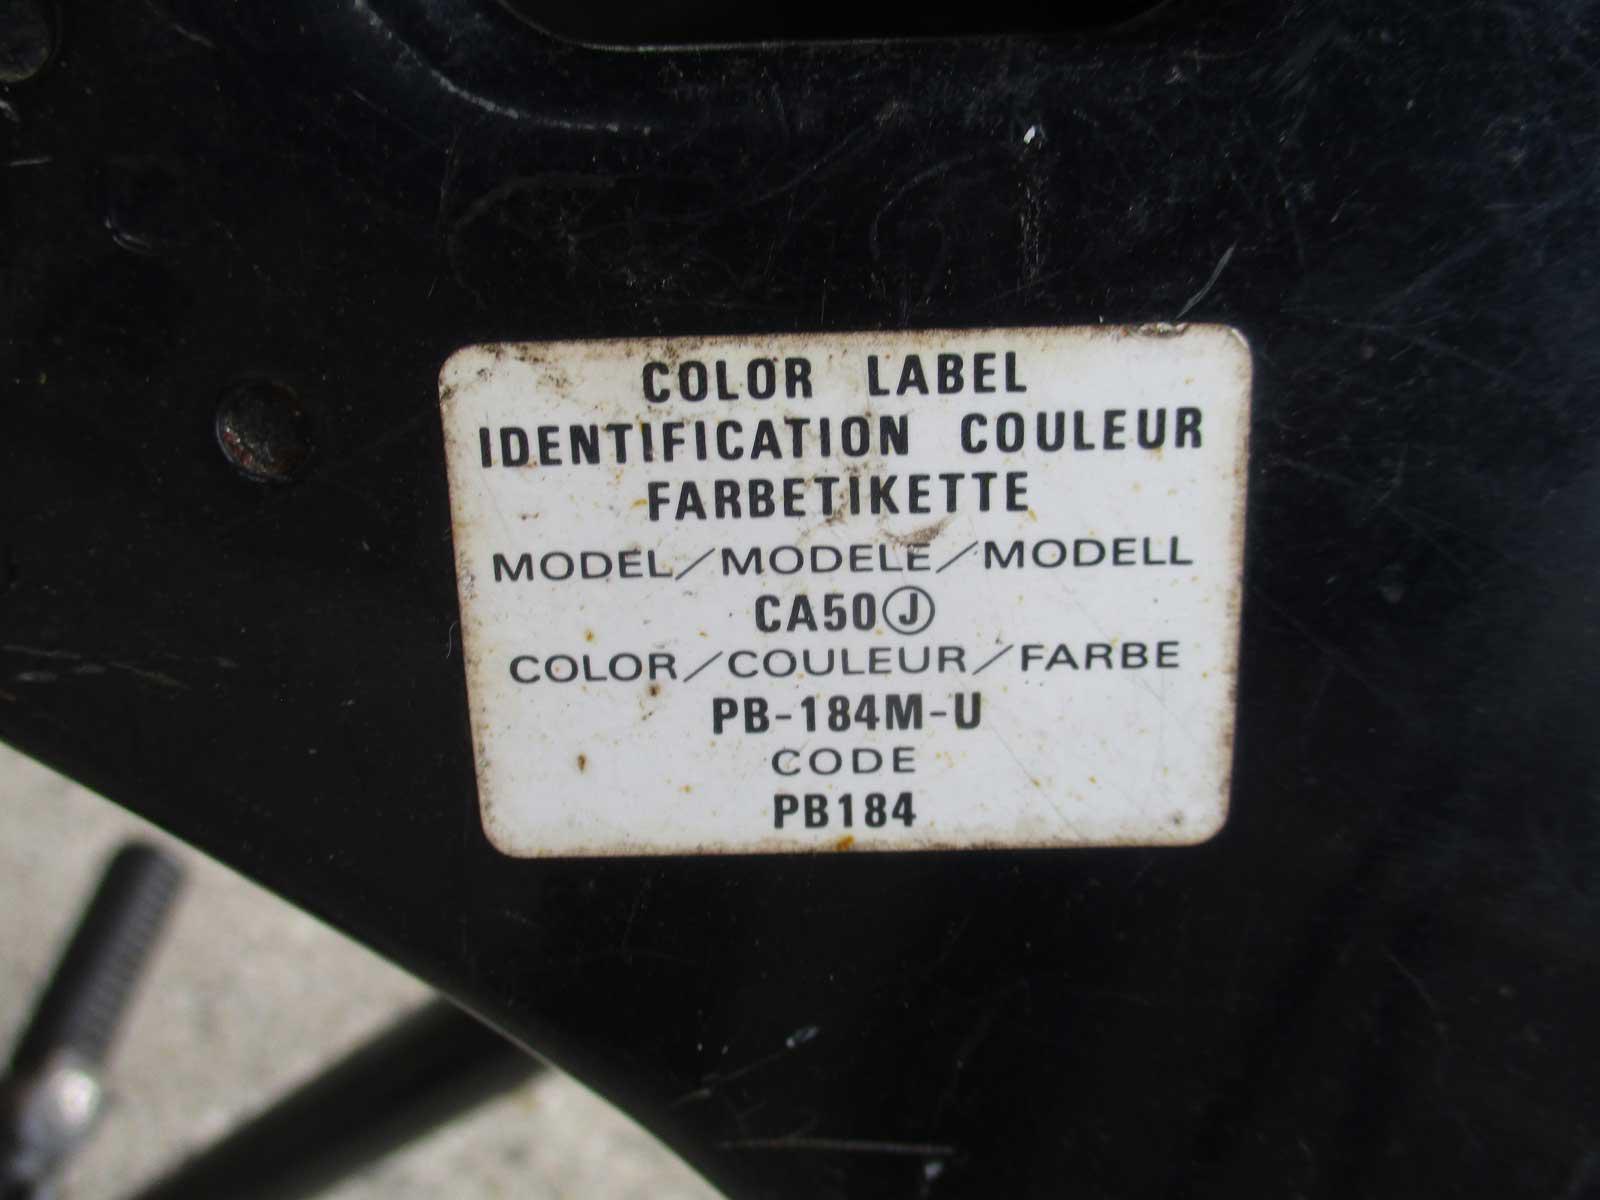 COLOR LABEL
IDENTIFICATION COULEUR
FARBETIKETTE
MODEL/MODELE/MODELL
CA50Ⓙ
COLOR/COULEUR/FARBE
PB-184M-U
CODE
PB184